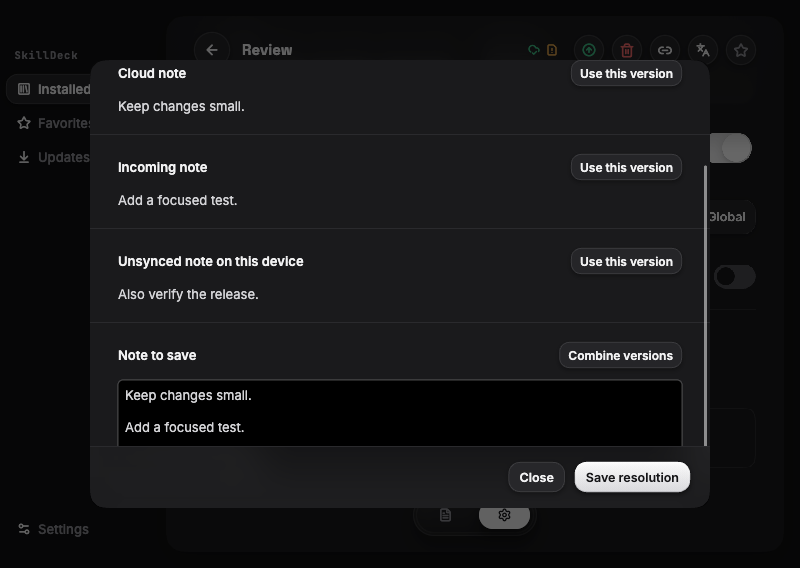 SkillDeck
Review
Installed
Favorites
Updates
Cloud note
Use this version
Keep changes small.
Incoming note
Use this version
Add a focused test.
Global
Unsynced note on this device
Use this version
Also verify the release.
Note to save
Combine versions
Keep changes small.
Add a focused test.
Close
Save resolution
Settings